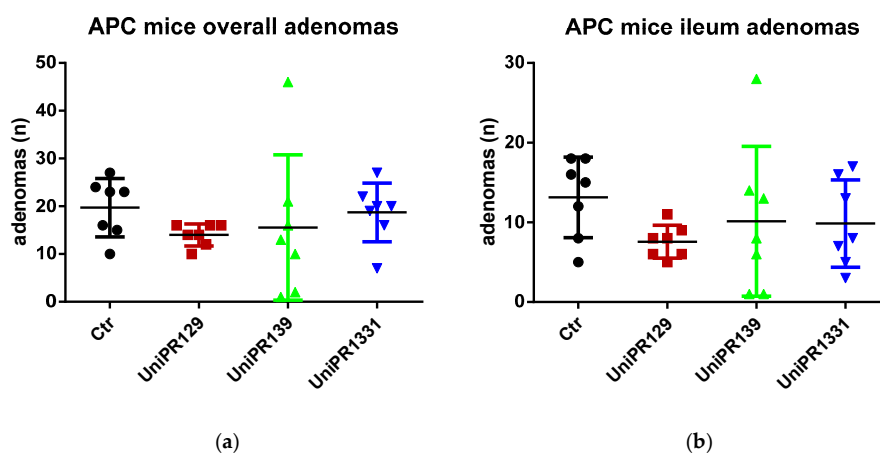 APC mice overall adenomas
adenomas (n)
50
40
30
20
10
0
Ctr
UniPR129
UniPR139
UniPR1331
(a)
APC mice ileum adenomas
adenomas (n)
30
20
10
0
Ctr
UniPR129
UniPR139
UniPR1331
(b)